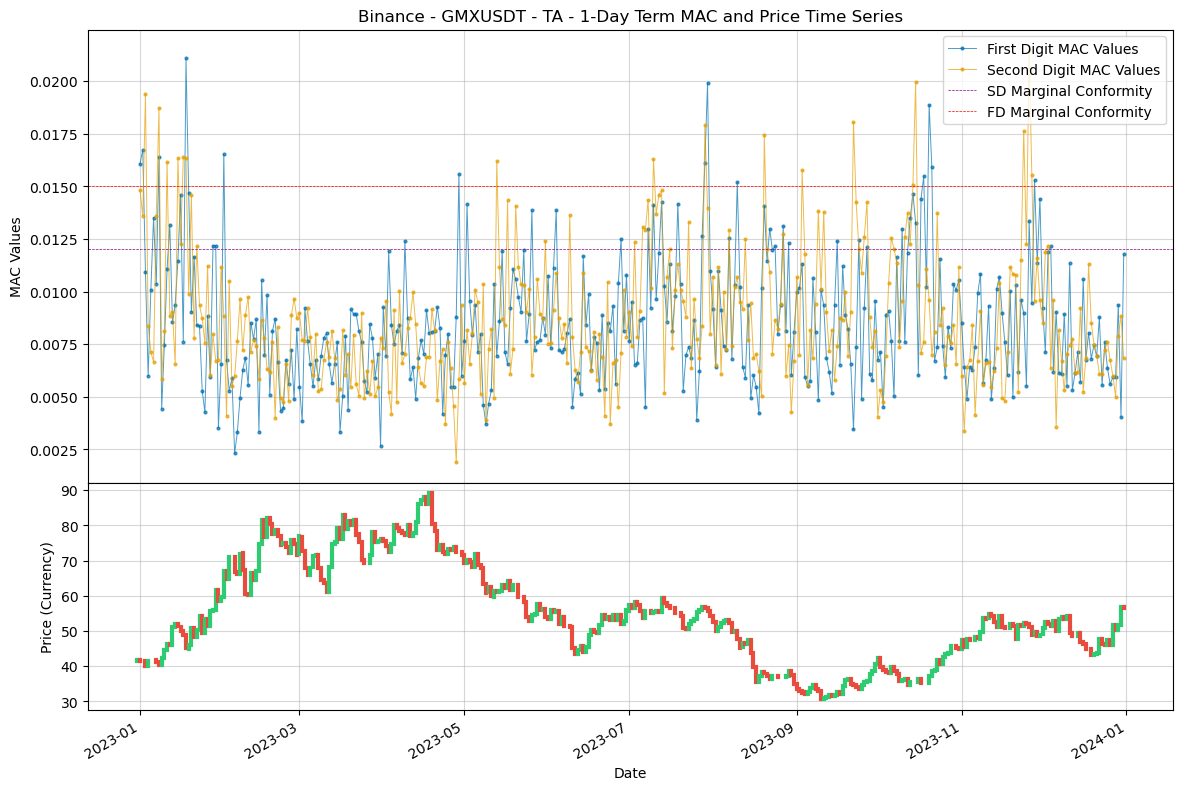 Binance - GMXUSDT - TA - 1-Day Term MAC and Price Time Series
First Digit MAC Values
Second Digit MAC Values
SD Marginal Conformity
FD Marginal Conformity
MAC Values
0.0200
0.0175
0.0150
0.0125
0.0100
0.0075
0.0050
0.0025
Price (Currency)
90
80
70
60
50
40
30
2023-01
2023-03
2023-05
2023-07
2023-09
2023-11
2024-01
Date